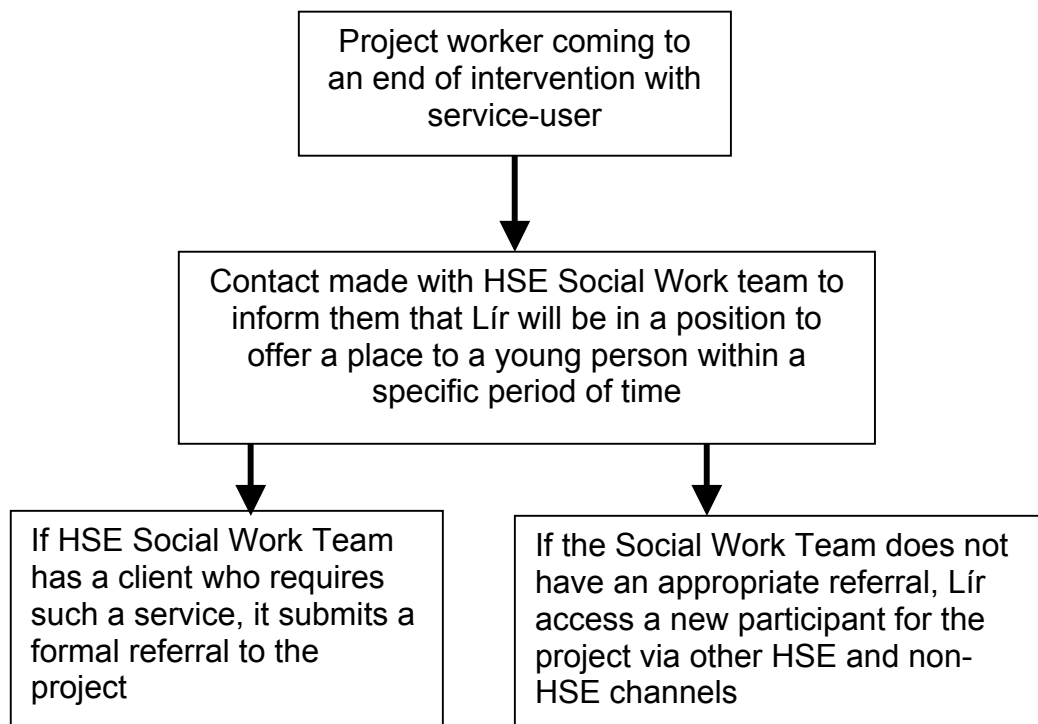 Project worker coming to
an end of intervention with
service-user
Contact made with HSE Social Work team to
inform them that Lír will be in a position to
offer a place to a young person within a
specific period of time
If HSE Social Work Team
has a client who requires
such a service, it submits a
formal referral to the
project
If the Social Work Team does not
have an appropriate referral, Lír
access a new participant for the
project via other HSE and non-
HSE channels